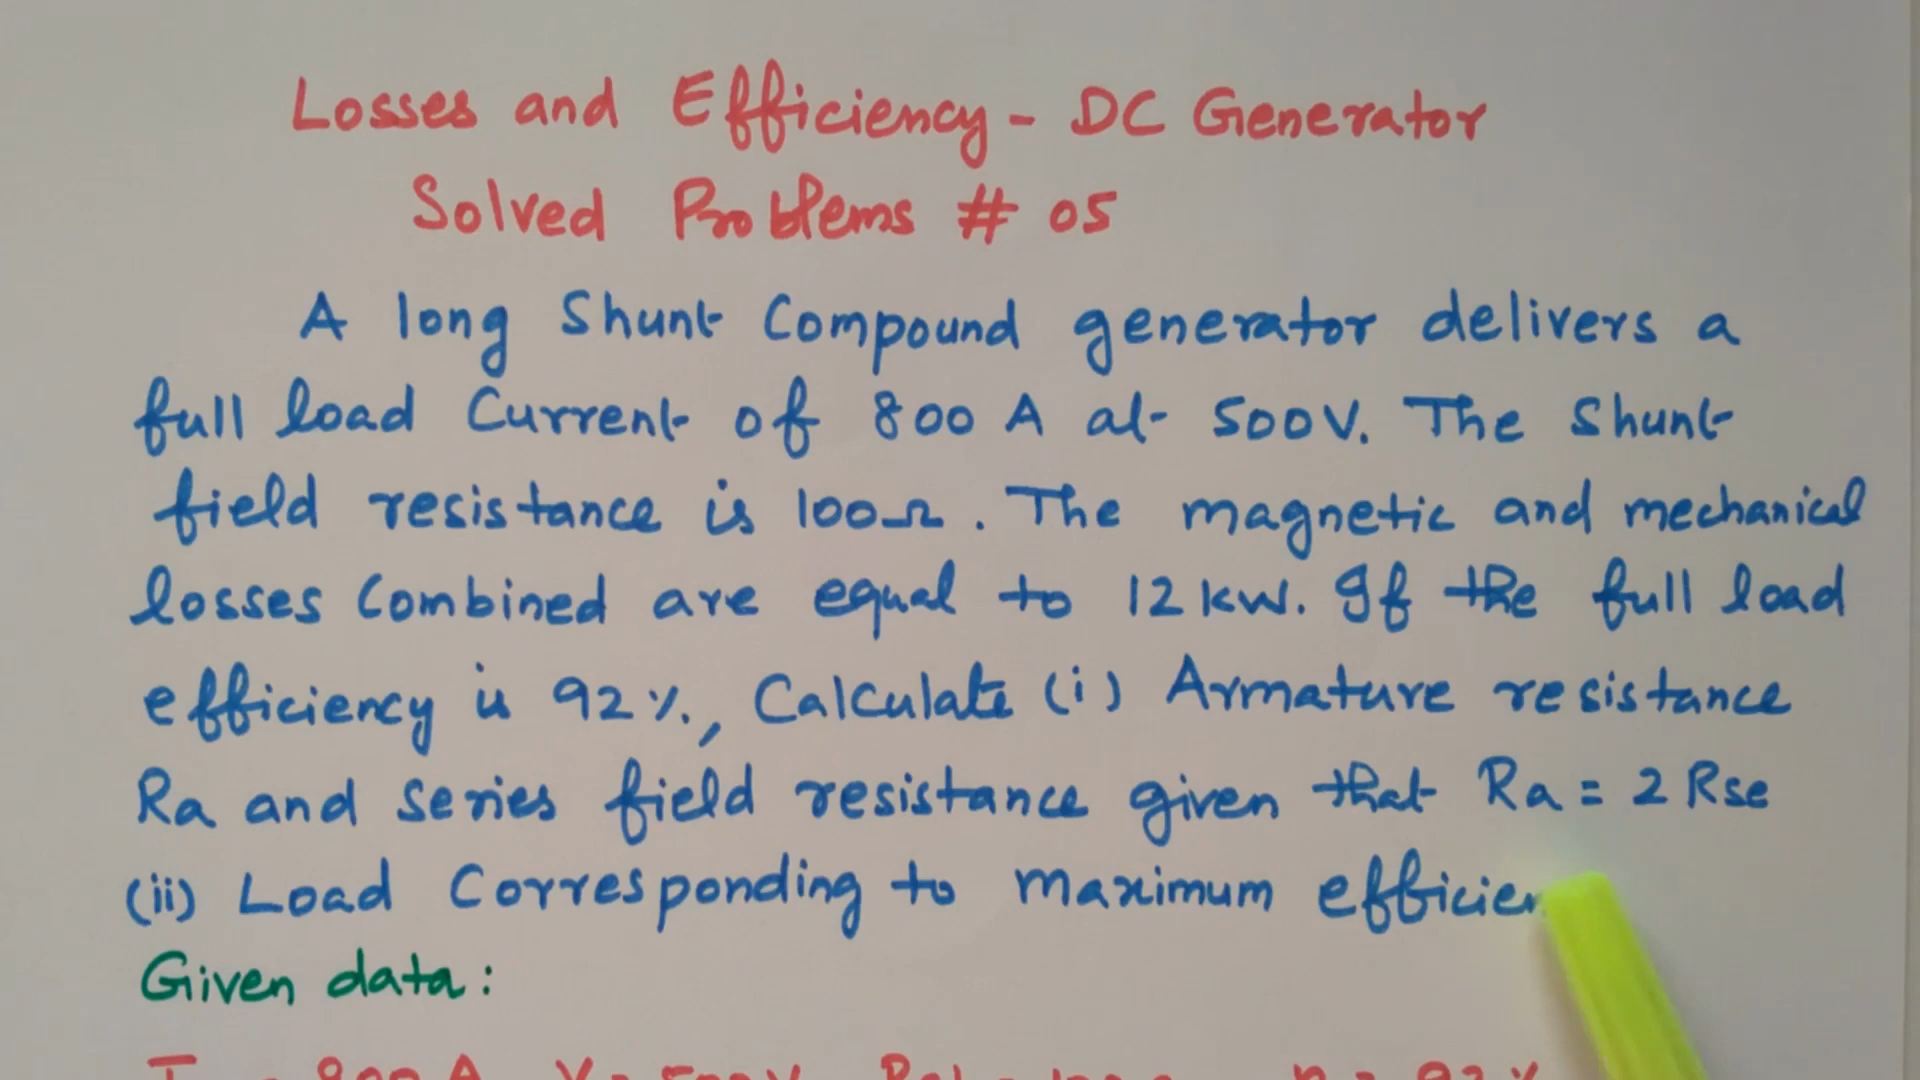 Losses and Efficiency - DC Generator
Solved Problems # 05
A long Shunt Compound generator delivers a
full load Current of 800 A at 500V. The Shunt
field resistance is 100Ω. The magnetic and mechanical
losses Combined are equal to 12 kW. If the full load
efficiency is 92%, Calculate (i) Armature resistance
Ra and series field resistance given that Ra = 2 Rse
(ii) Load Corresponding to maximum
Given data:
800 A 92%